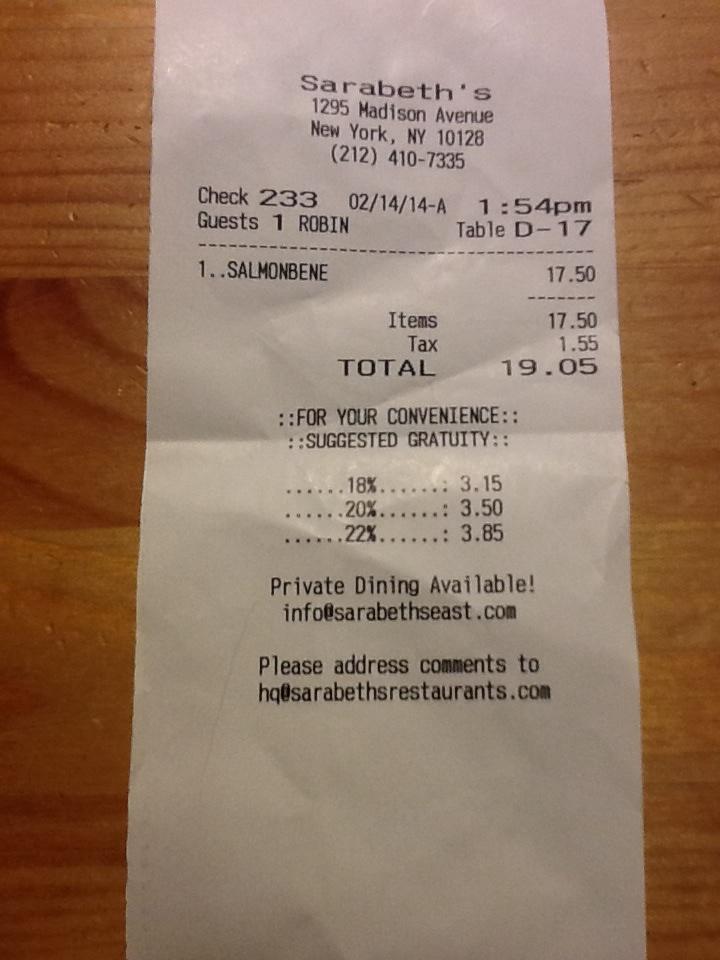 Sarabeth's
1295 Madison Avenue
New York, NY 10128
(212) 410-7335
Check 233 02/14/14-A 1:54pm
Guests 1 ROBIN Table D-17
1..SALMONBENE 17.50
Items 17.50
Tax 1.55
TOTAL 19.05
::FOR YOUR CONVENIENCE::
::SUGGESTED GRATUITY::
......18%......: 3.15
......20%......: 3.50
......22%......: 3.85
Private Dining Available!
info@sarabethseast.com
Please address comments to
hq@sarabethsrestaurants.com